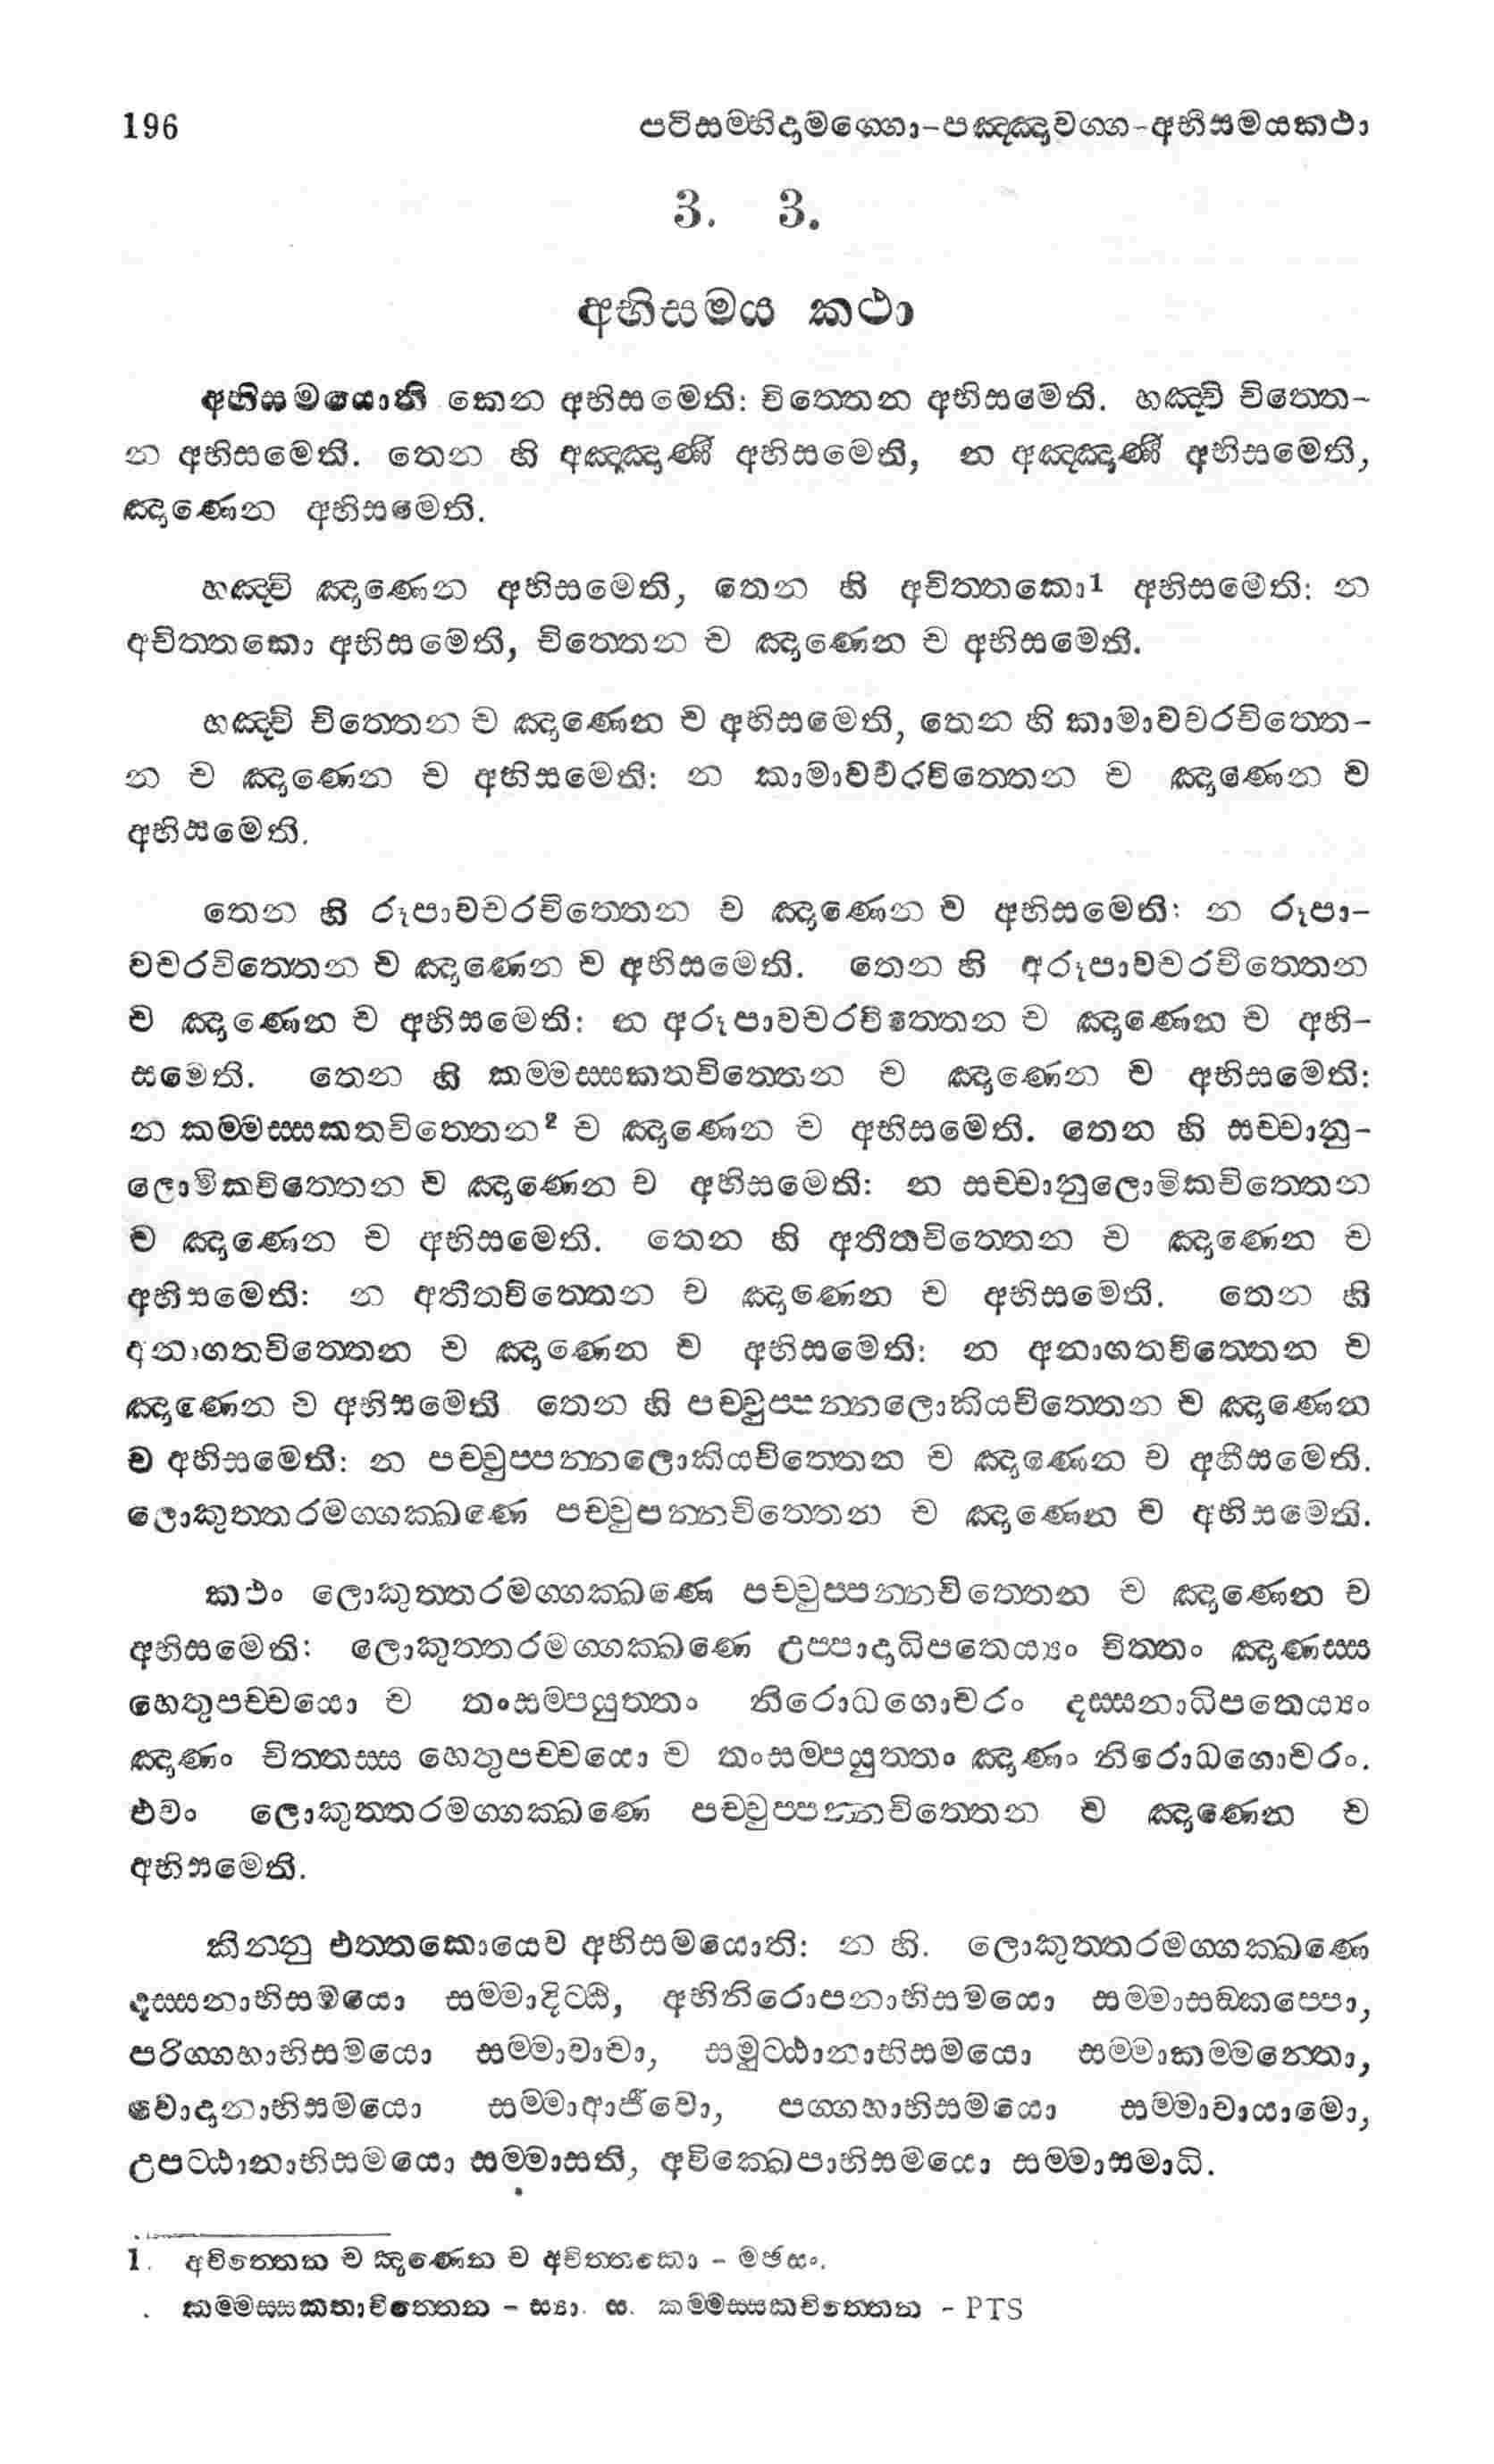 196 පටිසම්භිදාමග්ගො-පඤ්ඤාවග්ග-අභිසමයකථා
3. 3.
අභිසමය කථා
අභිසමයොති කෙන අභිසමෙති: චිත්තෙන අභිසමෙති. හඤ්චි චිත්තෙ-
න අභිසමෙති. තෙන හි අඤ්ඤාණී අභිසමෙති, න අඤ්ඤාණී අභිසමෙති,
ඤාණෙන අභිසමෙති.
හඤ්චි ඤාණෙන අභිසමෙති, තෙන හි අචිත්තකො1 අභිසමෙති: න
අචිත්තකො අභිසමෙති, චිත්තෙන ච ඤාණෙන ච අභිසමෙති.
හඤ්චි චිත්තෙන ච ඤාණෙන ච අභිසමෙති, තෙන හි කාමාවචරචිත්තෙ-
න ච ඤාණෙන ච අභිසමෙති: න කාමාවචරචිත්තෙන ච ඤාණෙන ච
අභිසමෙති.
තෙන හි රූපාවචරචිත්තෙන ච ඤාණෙන ච අභිසමෙති: න රූපා-
වචරචිත්තෙන ච ඤාණෙන ච අභිසමෙති. තෙන හි අරූපාවචරචිත්තෙන
ච ඤාණෙන ච අභිසමෙති: න අරූපාවචරචිත්තෙන ච ඤාණෙන ච අභි-
සමෙති. තෙන හි කම්මස්සකතචිත්තෙන ච ඤාණෙන ච අභිසමෙති:
න කම්මස්සකතචිත්තෙන2 ච ඤාණෙන ච අභිසමෙති. තෙන හි සච්චානු-
ලොමිකචිත්තෙන ච ඤාණෙන ච අභිසමෙති: න සච්චානුලොමිකචිත්තෙන
ච ඤාණෙන ච අභිසමෙති. තෙන හි අතීතචිත්තෙන ච ඤාණෙන ච
අභිසමෙති: න අතීතචිත්තෙන ච ඤාණෙන ච අභිසමෙති. තෙන හි
අනාගතචිත්තෙන ච ඤාණෙන ච අභිසමෙති: න අනාගතචිත්තෙන ච
ඤාණෙන ච අභිසමෙති තෙන හි පච්චුප්පන්නලොකියචිත්තෙන ච ඤාණෙන
ච අභිසමෙති: න පච්චුප්පන්නලොකියචිත්තෙන ච ඤාණෙන ච අභිසමෙති.
ලොකුත්තරමග්ගක්ඛණෙ පච්චුපන්නචිත්තෙන ච ඤාණෙන ච අභිසමෙති.
කථං ලොකුත්තරමග්ගක්ඛණෙ පච්චුප්පන්නචිත්තෙන ච ඤාණෙන ච
අභිසමෙති: ලොකුත්තරමග්ගක්ඛණෙ උප්පාදාධිපතෙය්‍යං චිත්තං ඤාණස්ස
හෙතුපච්චයො ච තංසම්පයුත්තං නිරොධගොචරං දස්සනාධිපතෙය්‍යං
ඤාණං චිත්තස්ස හෙතුපච්චයො ච තංසම්පයුත්තං ඤාණං නිරොධගොචරං.
එවං ලොකුත්තරමග්ගක්ඛණෙ පච්චුප්පන්නචිත්තෙන ච ඤාණෙන ච
අභිසමෙති.
කින්නු එත්තකොයෙව අභිසමයොති: න හි. ලොකුත්තරමග්ගක්ඛණෙ
දස්සනාභිසමයො සම්මාදිට්ඨි, අභිනිරොපනාභිසමයො සම්මාසඞ්කප්පො,
පරිග්ගහාභිසමයො සම්මාවාචා, සමුට්ඨානාභිසමයො සම්මාකම්මන්තො,
වොදානාභිසමයො සම්මාආජීවො, පග්ගහාභිසමයො සම්මාවායාමො,
උපට්ඨානාභිසමයො සම්මාසති, අවික්ඛෙපාභිසමයො සම්මාසමාධි.
1. අචිත්තෙන ච ඤාණෙන ච අචිත්තකො - මඡසං.
. කම්මස්සකතාචිත්තෙන - ස්‍යා. ස. කම්මස්සකචිත්තෙන - PTS